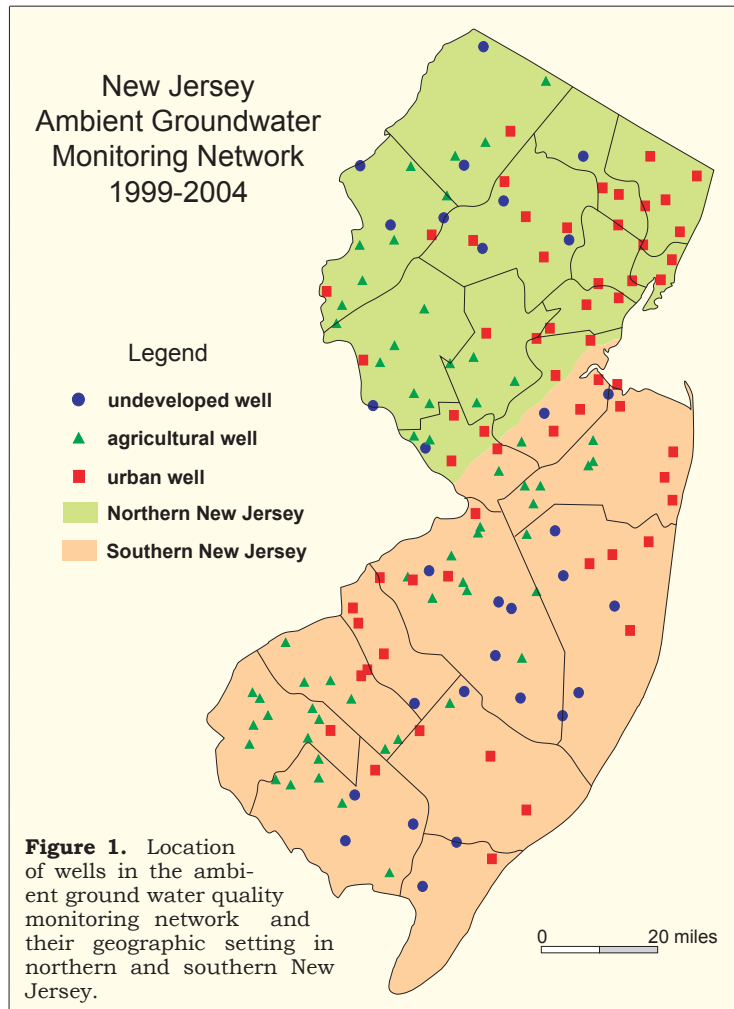 New Jersey
Ambient Groundwater
Monitoring Network
1999-2004
Legend
undeveloped well
agricultural well
urban well
Northern New Jersey
Southern New Jersey
Figure 1. Location
of wells in the ambi-
ent ground water quality
monitoring network and
their geographic setting in
northern and southern New
Jersey.
0 20 miles